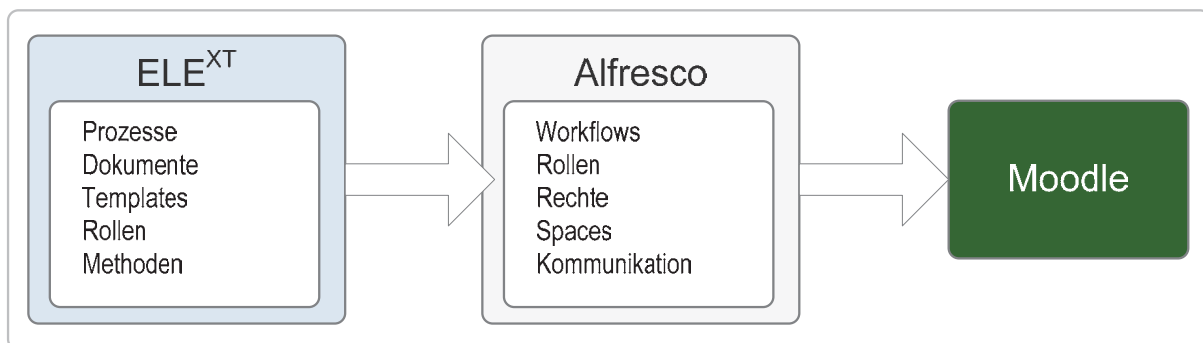 ELE^XT
Prozesse
Dokumente
Templates
Rollen
Methoden
Alfresco
Workflows
Rollen
Rechte
Spaces
Kommunikation
Moodle